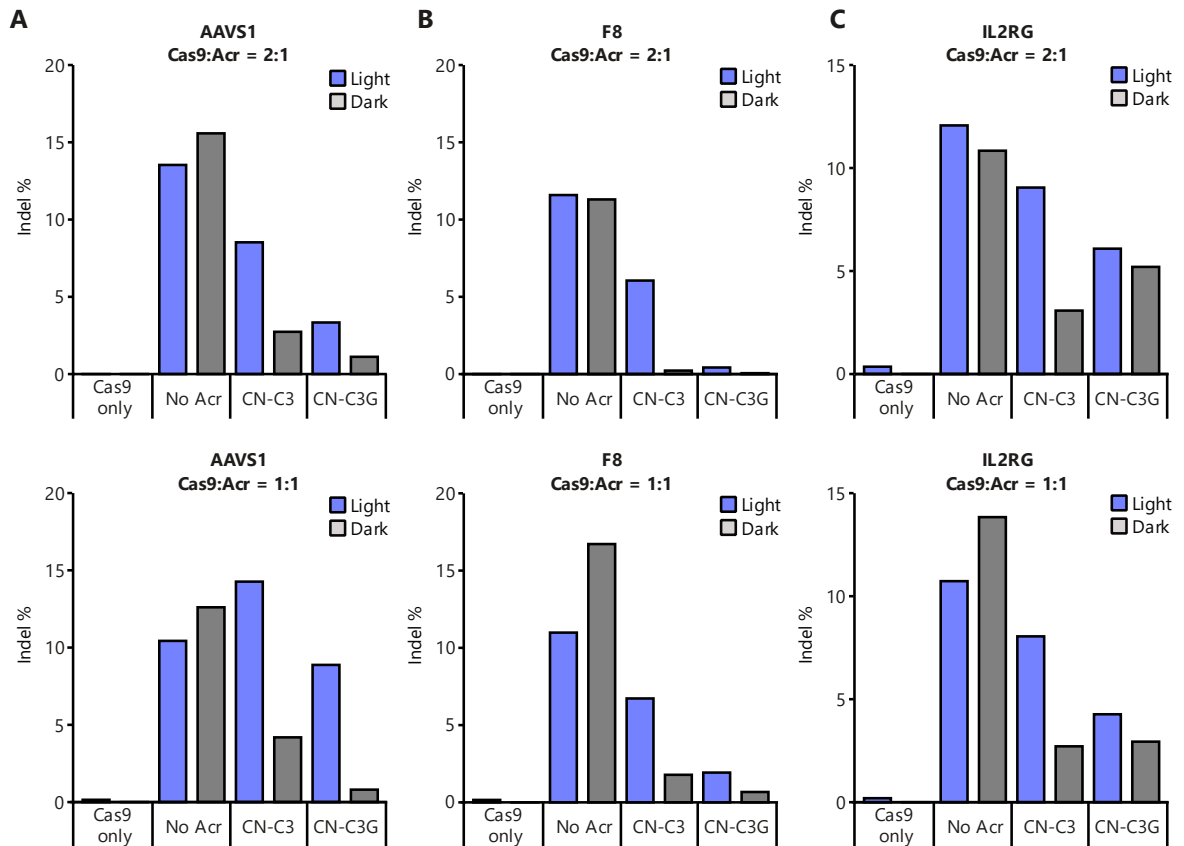 A
AAVS1
Cas9:Acr = 2:1
Light
Dark
Indel %
20
15
10
5
0
Cas9 only
No Acr
CN-C3
CN-C3G
B
F8
Cas9:Acr = 2:1
Light
Dark
Indel %
20
15
10
5
0
Cas9 only
No Acr
CN-C3
CN-C3G
C
IL2RG
Cas9:Acr = 2:1
Light
Dark
Indel %
15
10
5
0
Cas9 only
No Acr
CN-C3
CN-C3G
AAVS1
Cas9:Acr = 1:1
Light
Dark
Indel %
20
15
10
5
0
Cas9 only
No Acr
CN-C3
CN-C3G
F8
Cas9:Acr = 1:1
Light
Dark
Indel %
20
15
10
5
0
Cas9 only
No Acr
CN-C3
CN-C3G
IL2RG
Cas9:Acr = 1:1
Light
Dark
Indel %
15
10
5
0
Cas9 only
No Acr
CN-C3
CN-C3G